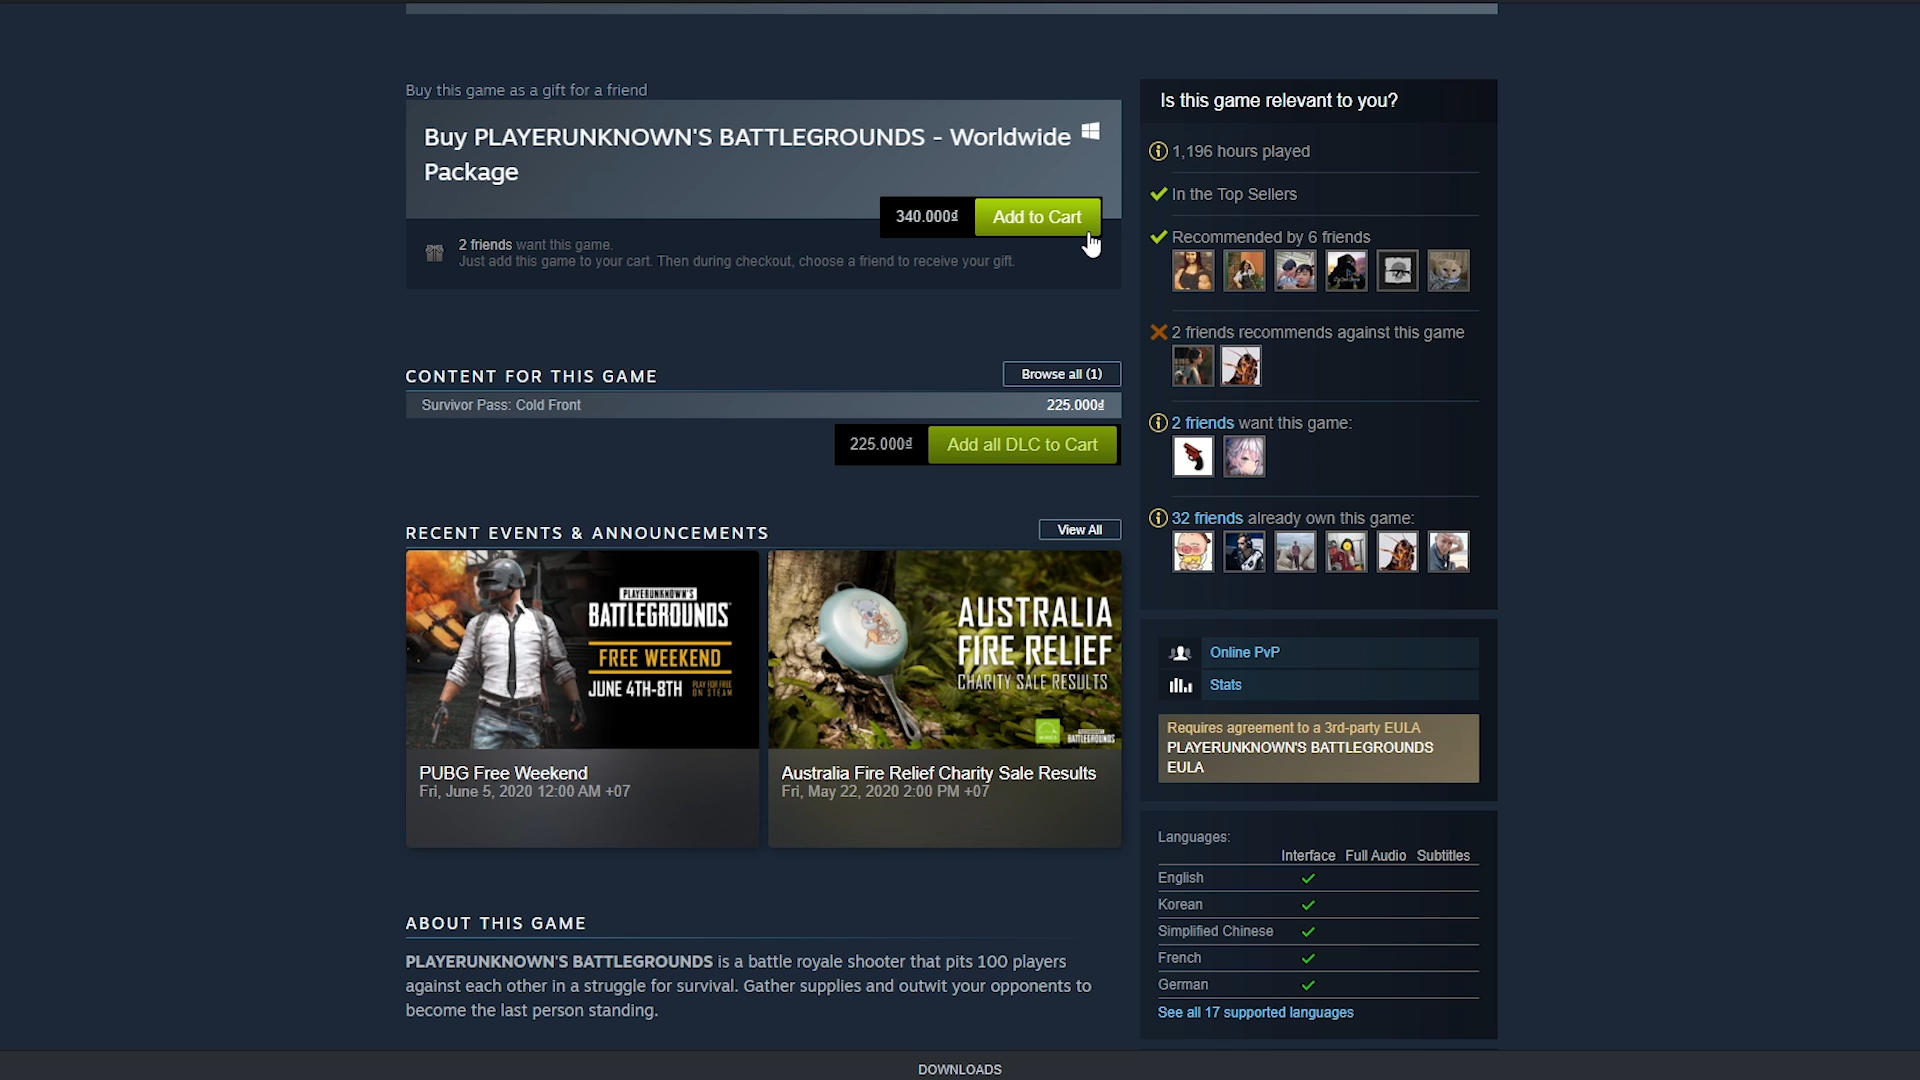 Buy this game as a gift for a friend
Buy PLAYERUNKNOWN'S BATTLEGROUNDS - Worldwide
Package
340.000₫
Add to Cart
2 friends want this game.
Just add this game to your cart. Then during checkout, choose a friend to receive your gift.
CONTENT FOR THIS GAME
Browse all (1)
Survivor Pass: Cold Front
225.000₫
225.000₫
Add all DLC to Cart
RECENT EVENTS & ANNOUNCEMENTS
View All
PLAYERUNKNOWN'S
BATTLEGROUNDS
FREE WEEKEND
JUNE 4TH-8TH
PLAY FOR FREE
ON STEAM
AUSTRALIA
FIRE RELIEF
CHARITY SALE RESULTS
BATTLEGROUNDS
PUBG Free Weekend
Fri, June 5, 2020 12:00 AM +07
Australia Fire Relief Charity Sale Results
Fri, May 22, 2020 2:00 PM +07
ABOUT THIS GAME
PLAYERUNKNOWN'S BATTLEGROUNDS is a battle royale shooter that pits 100 players
against each other in a struggle for survival. Gather supplies and outwit your opponents to
become the last person standing.
Is this game relevant to you?
1,196 hours played
In the Top Sellers
Recommended by 6 friends
2 friends recommends against this game
2 friends want this game:
32 friends already own this game:
Online PvP
Stats
Requires agreement to a 3rd-party EULA
PLAYERUNKNOWN'S BATTLEGROUNDS
EULA
Languages:
Interface Full Audio Subtitles
English
Korean
Simplified Chinese
French
German
See all 17 supported languages
DOWNLOADS